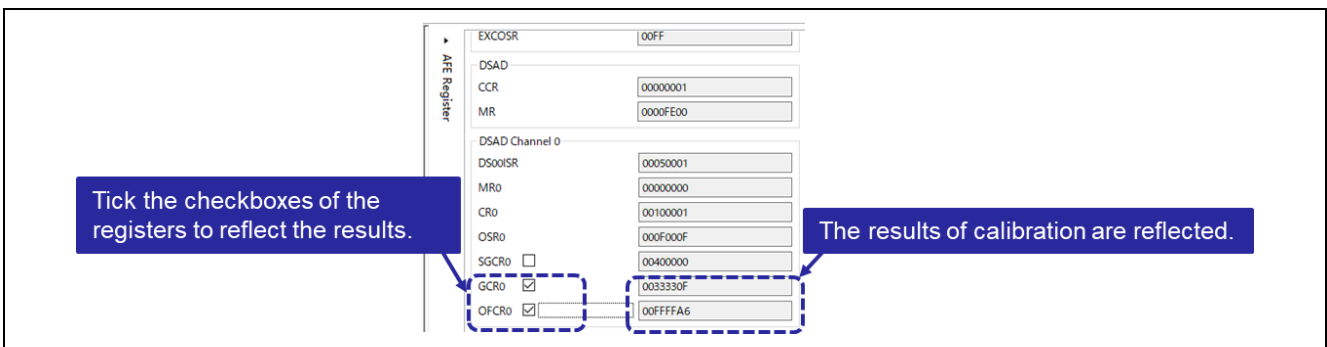 EXCOSR 00FF
AFE Register
DSAD
CCR 00000001
MR 0000FE00
DSAD Channel 0
DS00ISR 00050001
MR0 00000000
CR0 00100001
OSR0 000F000F
SGCR0 00400000
GCR0 0033330F
OFCR0 00FFFFA6
Tick the checkboxes of the
registers to reflect the results.
The results of calibration are reflected.